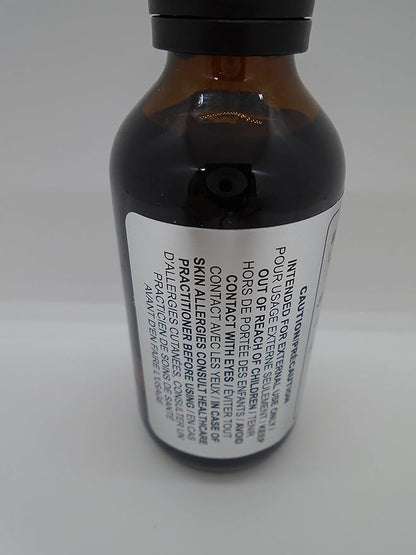 CAUTION/PRÉCAUTION
INTENDED FOR EXTERNAL USE ONLY /
POUR USAGE EXTERNE SEULEMENT / KEEP
OUT OF REACH OF CHILDREN / TENIR
HORS DE PORTÉE DES ENFANTS / AVOID
CONTACT WITH EYES / ÉVITER TOUT
CONTACT AVEC LES YEUX / IN CASE OF
SKIN ALLERGIES CONSULT HEALTHCARE
PRACTITIONER BEFORE USING / EN CAS
D'ALLERGIES CUTANÉES CONSULTER UN
PRACTICIEN DE SOINS DE SANTÉ
AVANT D'EN FAIRE L'USAGE